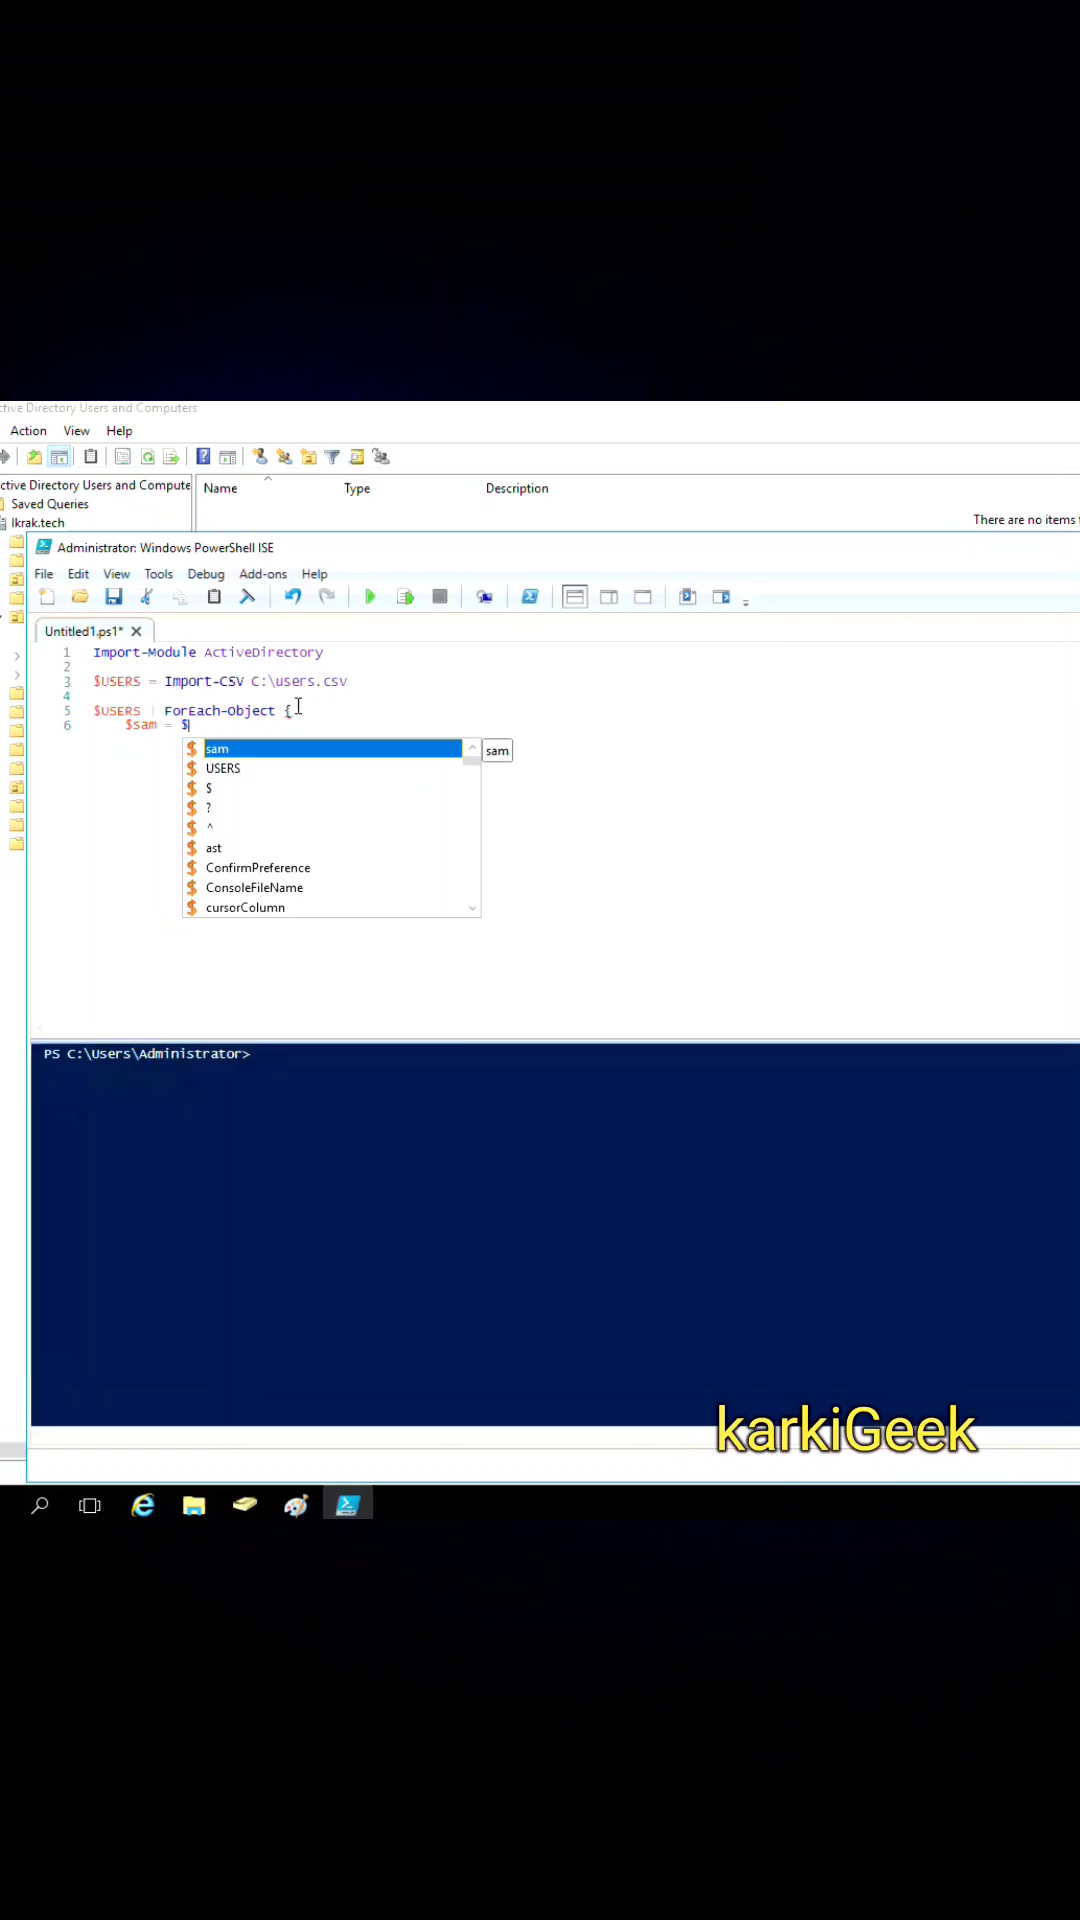 ctive Directory Users and Computers
Action View Help
ctive Directory Users and Compute
Name Type Description
Saved Queries
lkrak.tech
There are no items
Administrator: Windows PowerShell ISE
File Edit View Tools Debug Add-ons Help
Untitled1.ps1*
1 Import-Module ActiveDirectory
2
3 $USERS = Import-CSV C:\users.csv
4
5 $USERS | ForEach-Object {
6 $sam = $
sam
sam
USERS
$
?
^
ast
ConfirmPreference
ConsoleFileName
cursorColumn
PS C:\Users\Administrator>
karkiGeek